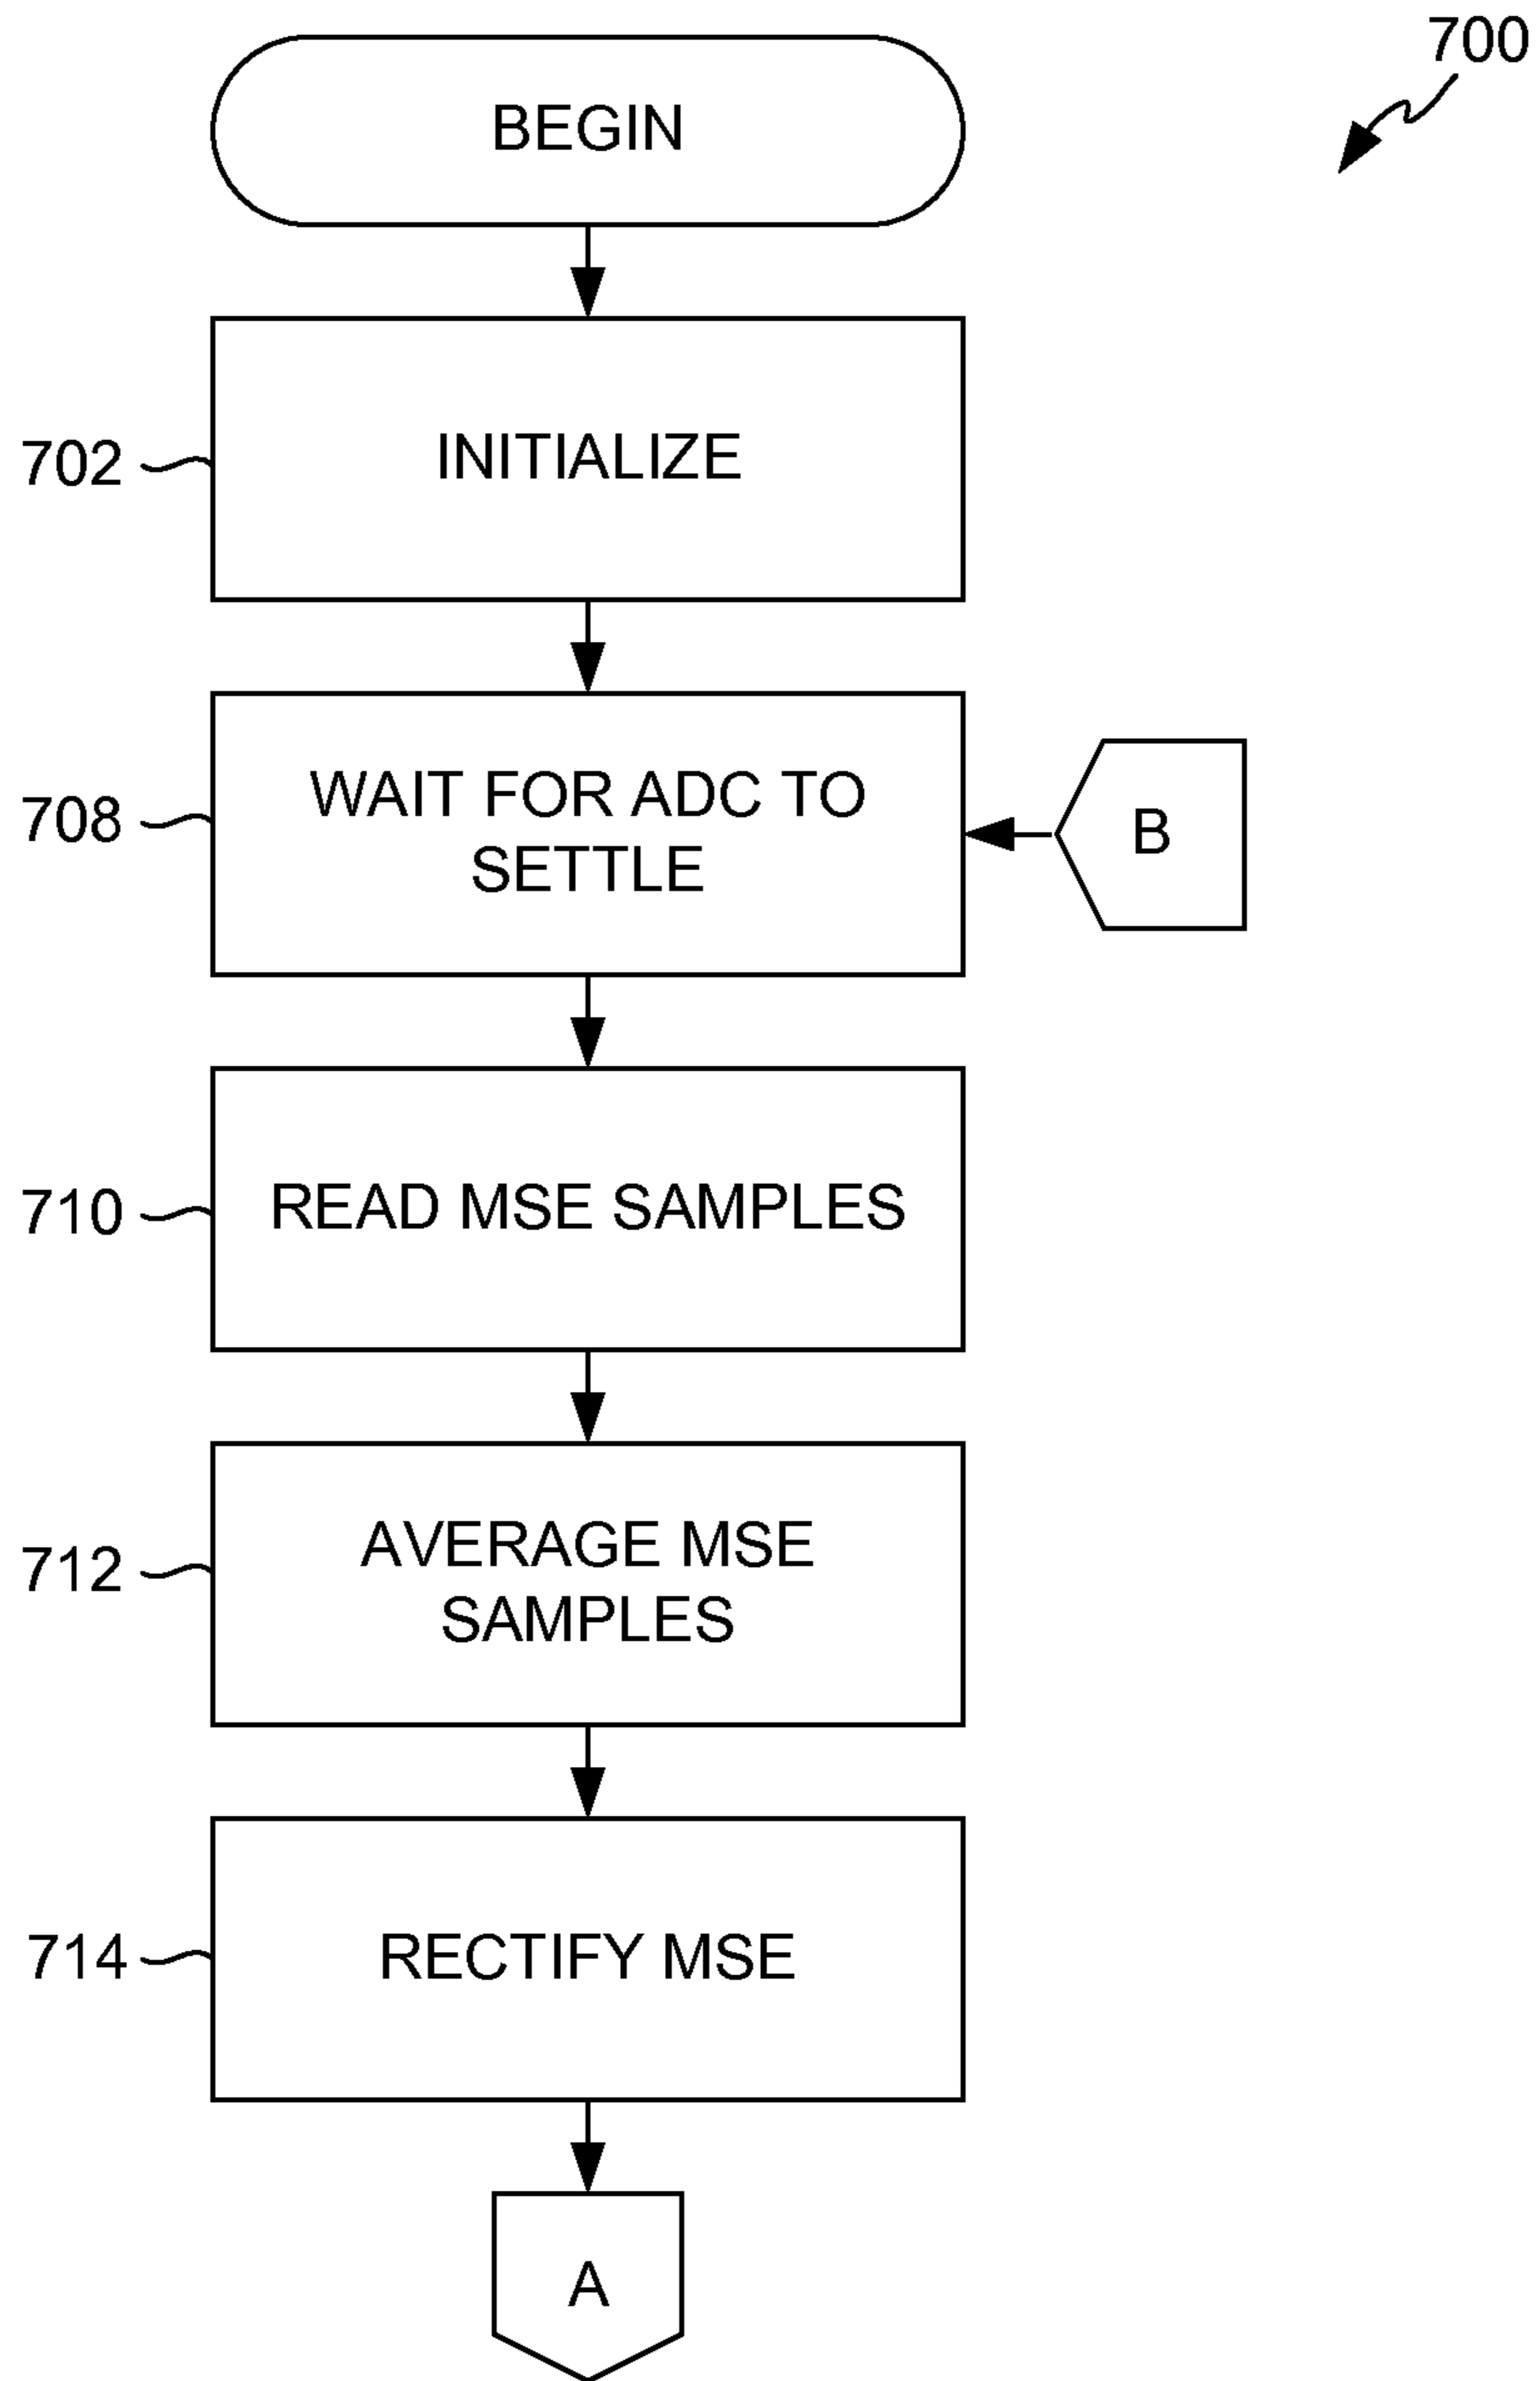 700
BEGIN
702
INITIALIZE
708
WAIT FOR ADC TO
SETTLE
B
710
READ MSE SAMPLES
712
AVERAGE MSE
SAMPLES
714
RECTIFY MSE
A